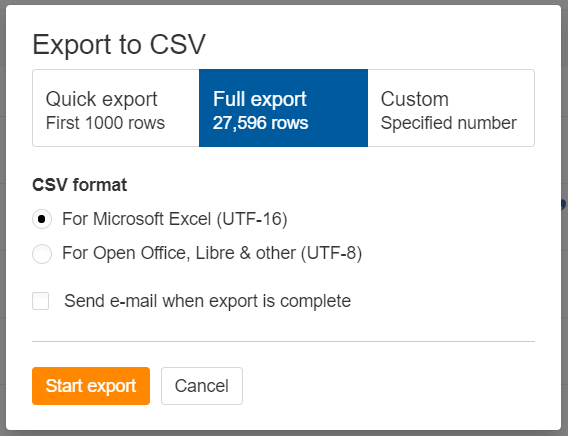 Export to CSV
Quick export
First 1000 rows
Full export
27,596 rows
Custom
Specified number
CSV format
For Microsoft Excel (UTF-16)
For Open Office, Libre & other (UTF-8)
Send e-mail when export is complete
Start export
Cancel